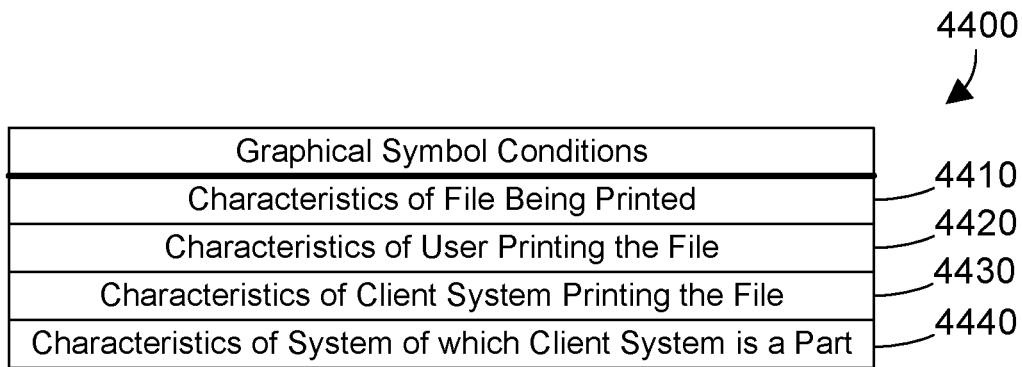 4400
Graphical Symbol Conditions
Characteristics of File Being Printed
4410
Characteristics of User Printing the File
4420
Characteristics of Client System Printing the File
4430
Characteristics of System of which Client System is a Part
4440